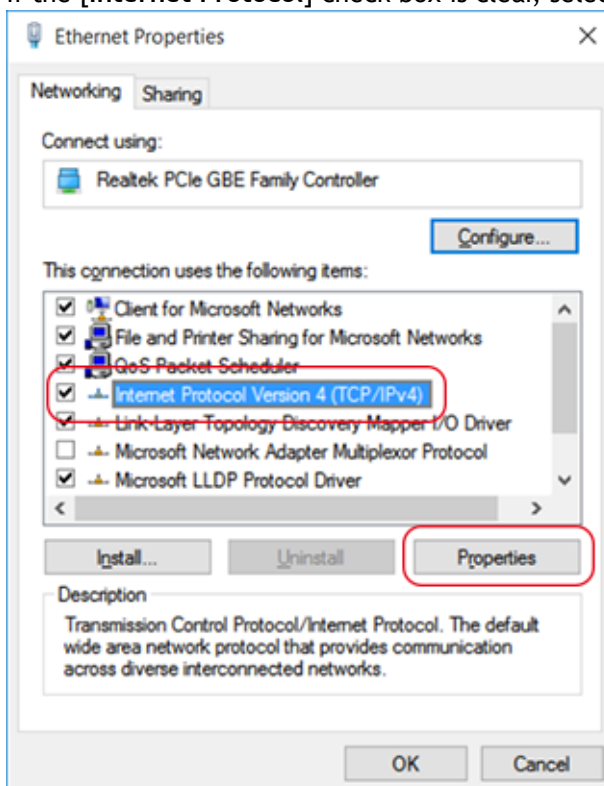 If the [Internet Protocol] check box is clear, selec
Ethernet Properties
Networking Sharing
Connect using:
Realtek PCIe GBE Family Controller
Configure...
This connection uses the following items:
Client for Microsoft Networks
File and Printer Sharing for Microsoft Networks
QoS Packet Scheduler
Internet Protocol Version 4 (TCP/IPv4)
Link-Layer Topology Discovery Mapper I/O Driver
Microsoft Network Adapter Multiplexor Protocol
Microsoft LLDP Protocol Driver
Install... Uninstall Properties
Description
Transmission Control Protocol/Internet Protocol. The default
wide area network protocol that provides communication
across diverse interconnected networks.
OK Cancel